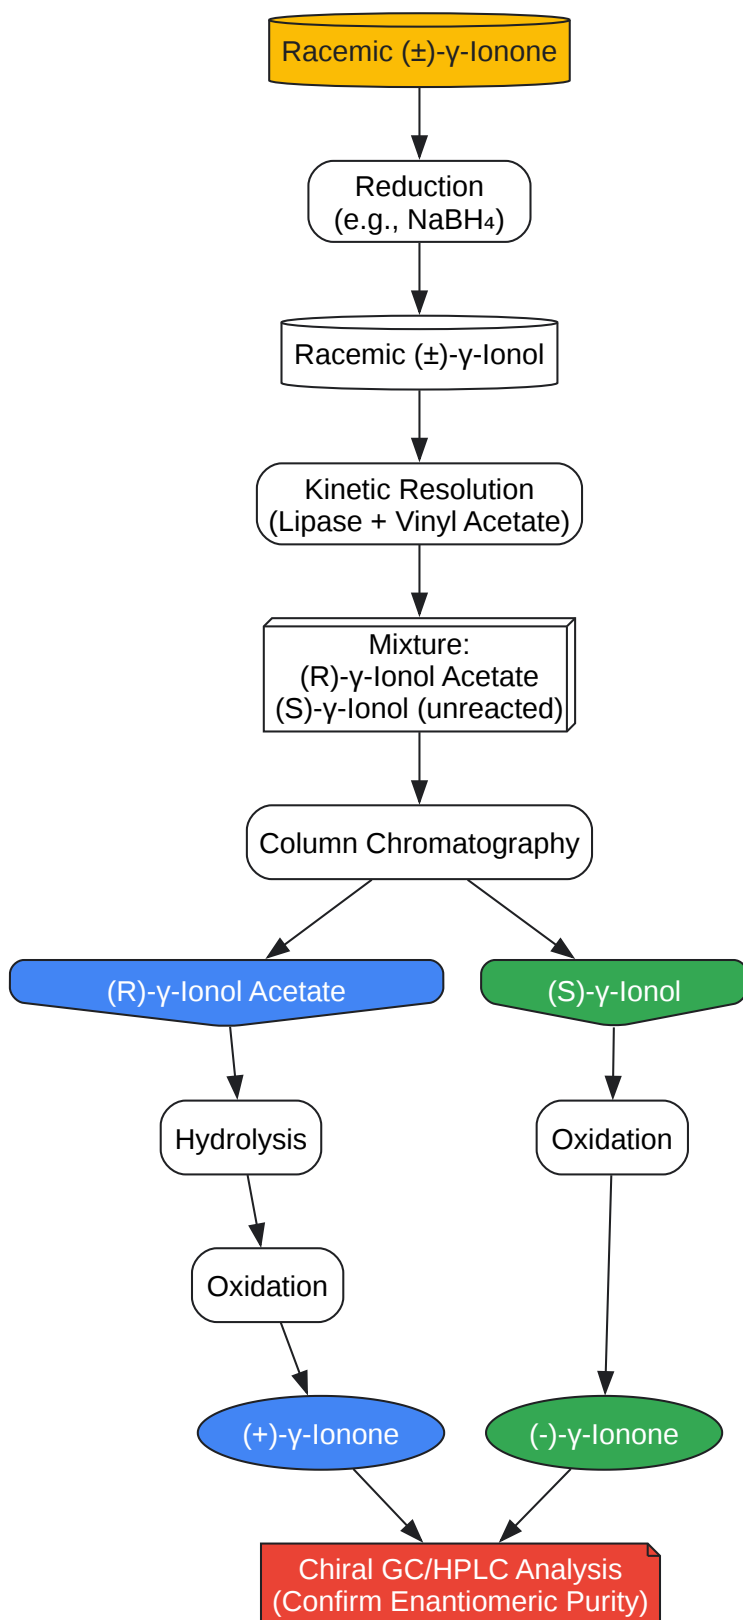 Racemic (±)-γ-Ionone
Reduction
(e.g., NaBH₄)
Racemic (±)-γ-Ionol
Kinetic Resolution
(Lipase + Vinyl Acetate)
Mixture:
(R)-γ-Ionol Acetate
(S)-γ-Ionol (unreacted)
Column Chromatography
(R)-γ-Ionol Acetate
(S)-γ-Ionol
Hydrolysis
Oxidation
Oxidation
(+)-γ-Ionone
(-)-γ-Ionone
Chiral GC/HPLC Analysis
(Confirm Enantiomeric Purity)